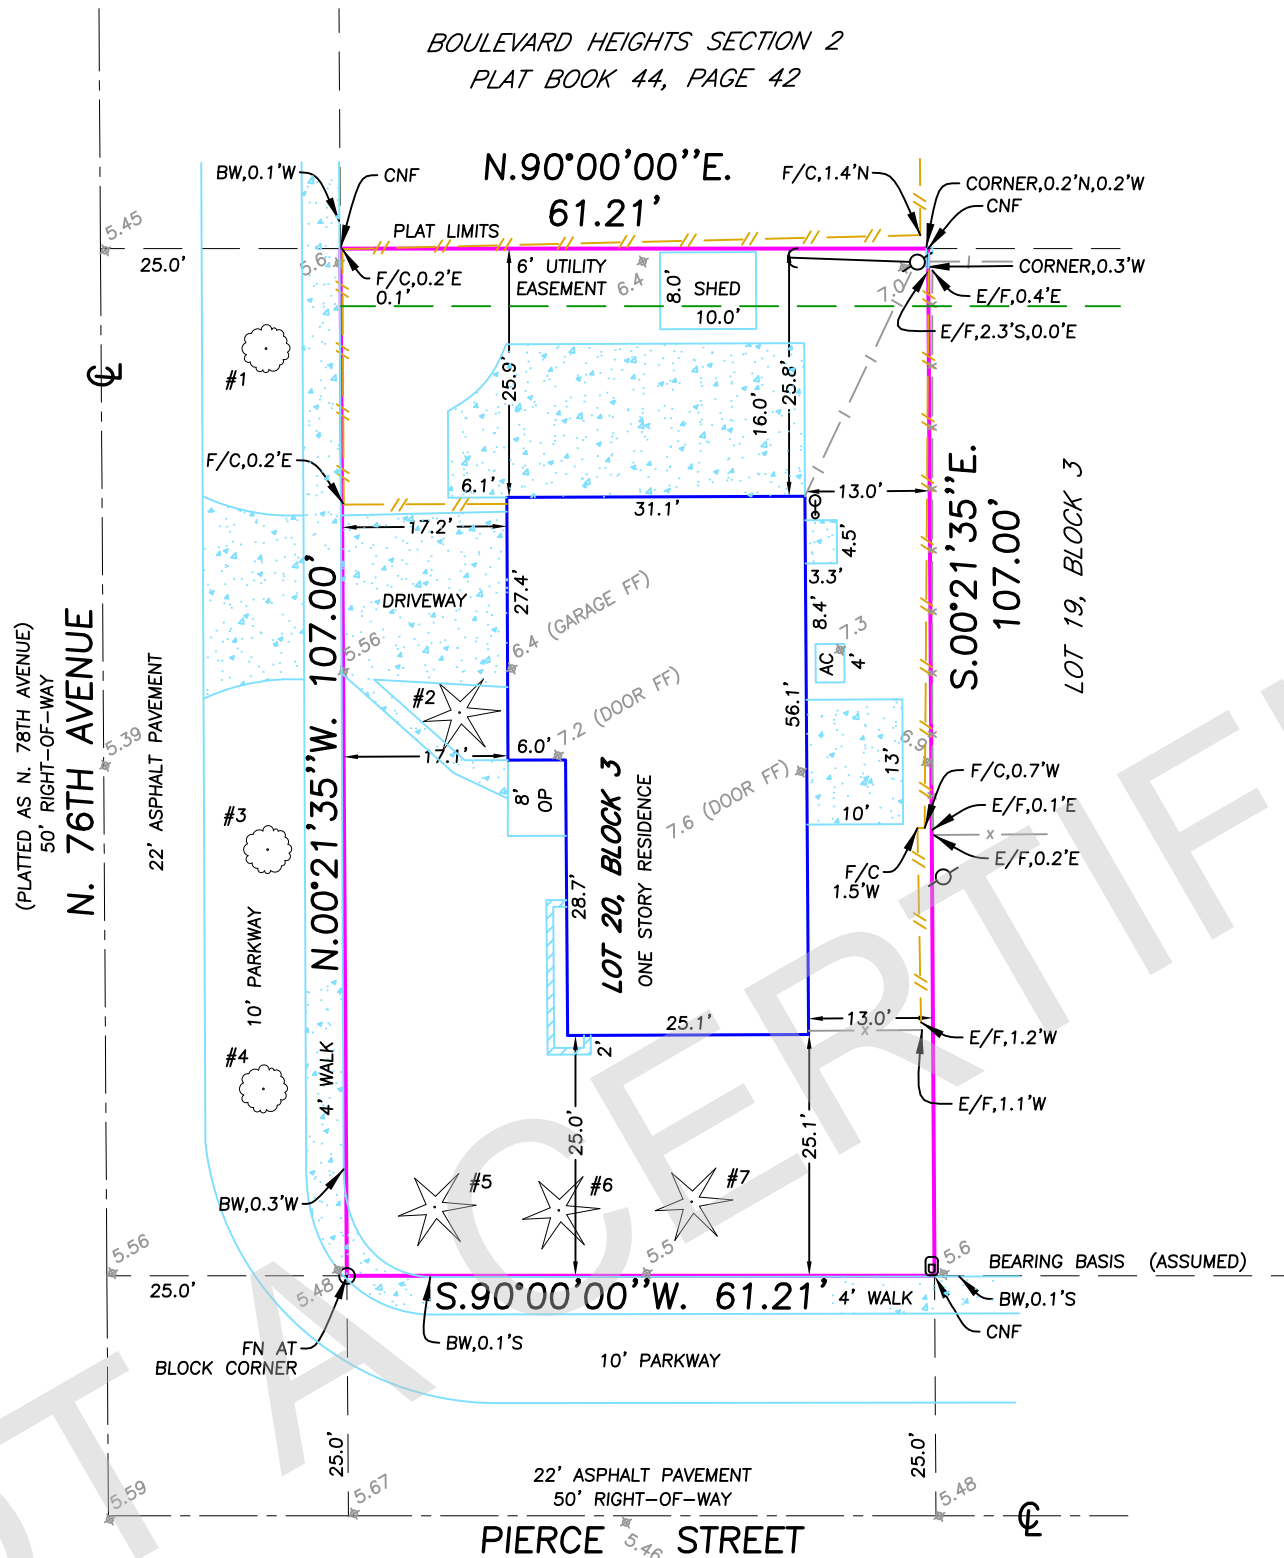 BOULEVARD HEIGHTS SECTION 2
PLAT BOOK 44, PAGE 42
N.90°00'00''E.
61.21'
BW,0.1'W
CNF
F/C,1.4'N
CORNER,0.2'N,0.2'W
CNF
PLAT LIMITS
5.45
25.0'
5.6
F/C,0.2'E
0.1'
6' UTILITY
EASEMENT
6.4
8.0'
SHED
10.0'
7.0
CORNER,0.3'W
E/F,0.4'E
E/F,2.3'S,0.0'E
#1
25.9'
25.8'
16.0'
F/C,0.2'E
6.1'
31.1'
13.0'
17.2'
4.5'
3.3'
S.00°21'35''E.
107.00'
LOT 19, BLOCK 3
DRIVEWAY
27.4'
6.4 (GARAGE FF)
8.4'
7.3
AC
4'
(PLATTED AS N. 78TH AVENUE)
50' RIGHT-OF-WAY
N. 76TH AVENUE
22' ASPHALT PAVEMENT
5.39
5.56
N.00°21'35''W. 107.00'
#2
17.1'
6.0'
7.2 (DOOR FF)
56.1'
7.6 (DOOR FF)
6.9
13'
10'
8'
OP
LOT 20, BLOCK 3
ONE STORY RESIDENCE
#3
F/C,0.7'W
E/F,0.1'E
E/F,0.2'E
F/C
1.5'W
28.7'
10' PARKWAY
#4
4' WALK
25.1'
2'
13.0'
E/F,1.2'W
E/F,1.1'W
25.0'
25.1'
BW,0.3'W
#5
#6
#7
5.56
25.0'
5.48
5.5
5.6
BEARING BASIS (ASSUMED)
S.90°00'00''W. 61.21'
4' WALK
BW,0.1'S
CNF
BW,0.1'S
FN AT
BLOCK CORNER
10' PARKWAY
25.0'
25.0'
5.59
5.67
22' ASPHALT PAVEMENT
50' RIGHT-OF-WAY
5.48
PIERCE STREET
5.46
T A CERTIF